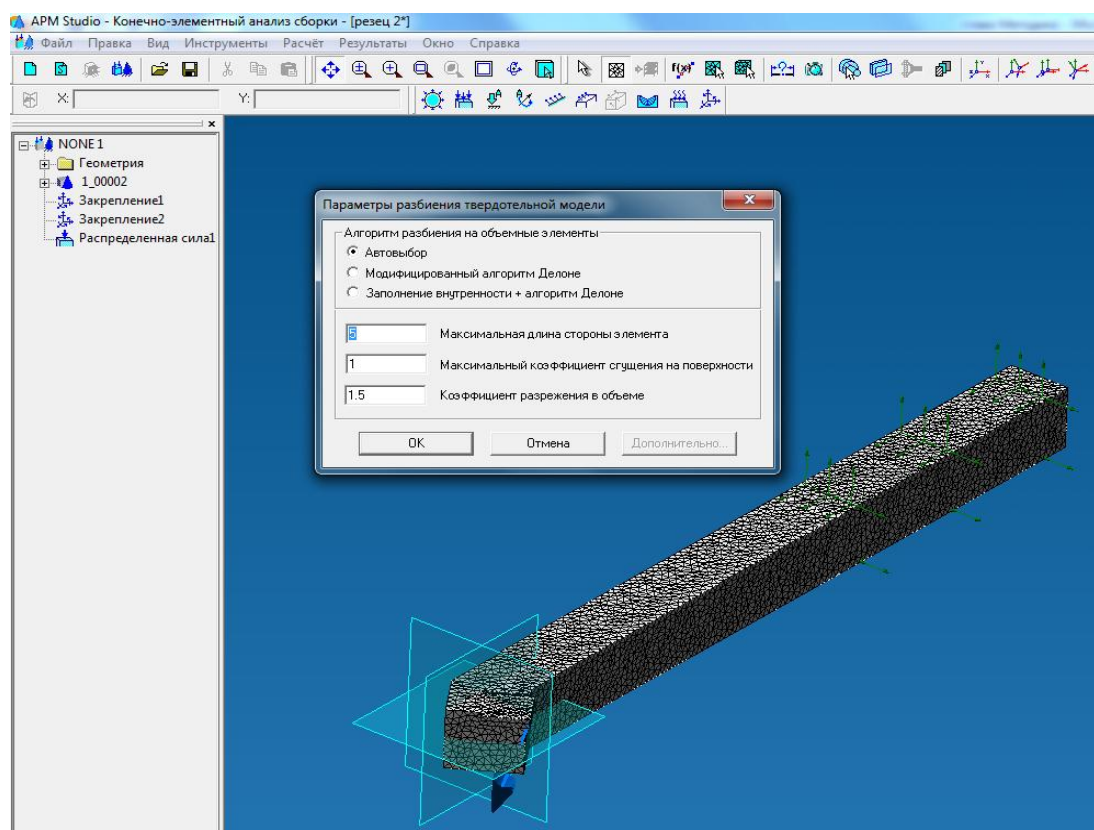 APM Studio - Конечно-элементный анализ сборки - [резец 2*]
Файл Правка Вид Инструменты Расчёт Результаты Окно Справка
X: Y:
NONE1
Геометрия
1_00002
Закрепление1
Закрепление2
Распределенная сила1
Параметры разбиения твердотельной модели
Алгоритм разбиения на объемные элементы
Автовыбор
Модифицированный алгоритм Делоне
Заполнение внутренности + алгоритм Делоне
5 Максимальная длина стороны элемента
1 Максимальный коэффициент сгущения на поверхности
1.5 Коэффициент разрежения в объеме
OK Отмена Дополнительно...